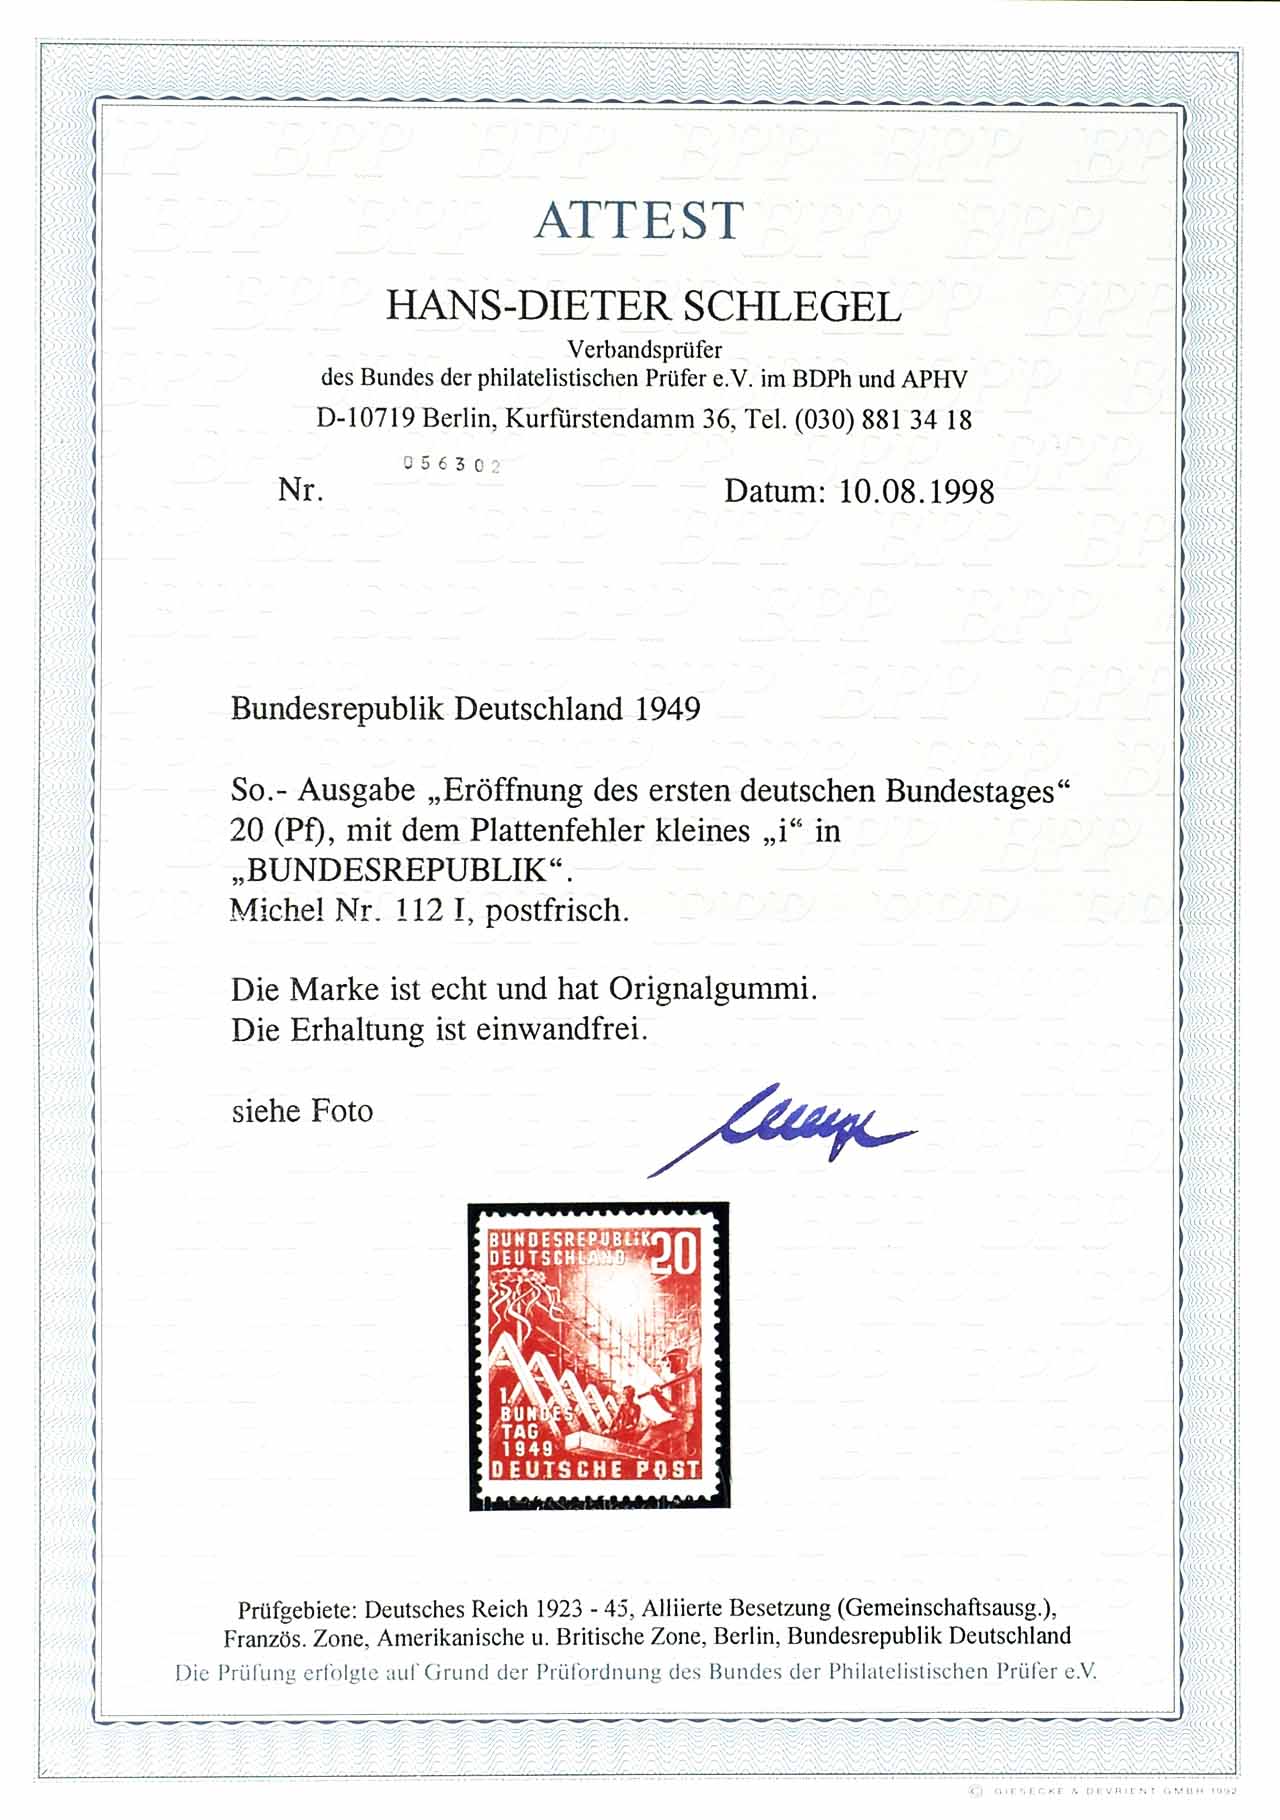 ATTEST
HANS-DIETER SCHLEGEL
Verbandsprüfer
des Bundes der philatelistischen Prüfer e.V. im BDPh und APHV
D-10719 Berlin, Kurfürstendamm 36, Tel. (030) 881 34 18
056302
Nr.
Datum: 10.08.1998
Bundesrepublik Deutschland 1949
So.- Ausgabe „Eröffnung des ersten deutschen Bundestages“
20 (Pf), mit dem Plattenfehler kleines „i“ in
„BUNDESREPUBLIK“.
Michel Nr. 112 I, postfrisch.
Die Marke ist echt und hat Orignalgummi.
Die Erhaltung ist einwandfrei.
siehe Foto
BUNDESREPUBLiK 20
DEUTSCHLAND
1.
BUNDES
TAG
1949
DEUTSCHE POST
Prüfgebiete: Deutsches Reich 1923 - 45, Alliierte Besetzung (Gemeinschaftsausg.),
Französ. Zone, Amerikanische u. Britische Zone, Berlin, Bundesrepublik Deutschland
Die Prüfung erfolgte auf Grund der Prüfordnung des Bundes der Philatelistischen Prüfer e.V.
© GIESECKE & DEVRIENT GMBH 1992